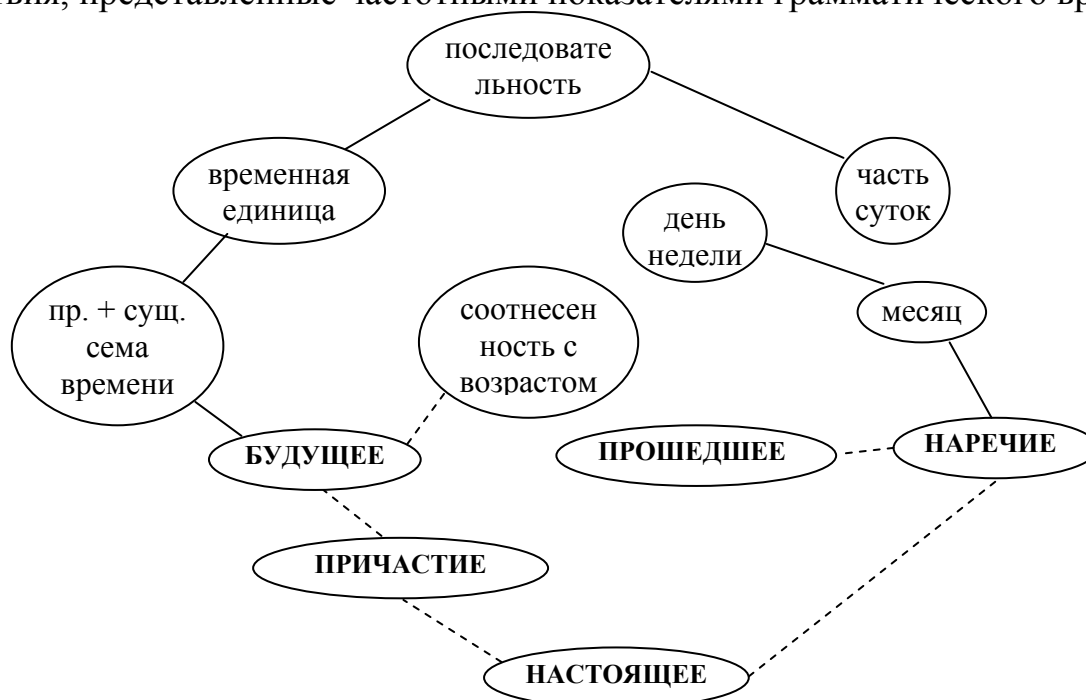 представленные частотными показателями грамматического
последовате
льность
временная
единица
часть
суток
день
недели
пр. + сущ.
сема
времени
соотнесен
ность с
возрастом
месяц
БУДУЩЕЕ
ПРОШЕДШЕЕ
НАРЕЧИЕ
ПРИЧАСТИЕ
НАСТОЯЩЕЕ